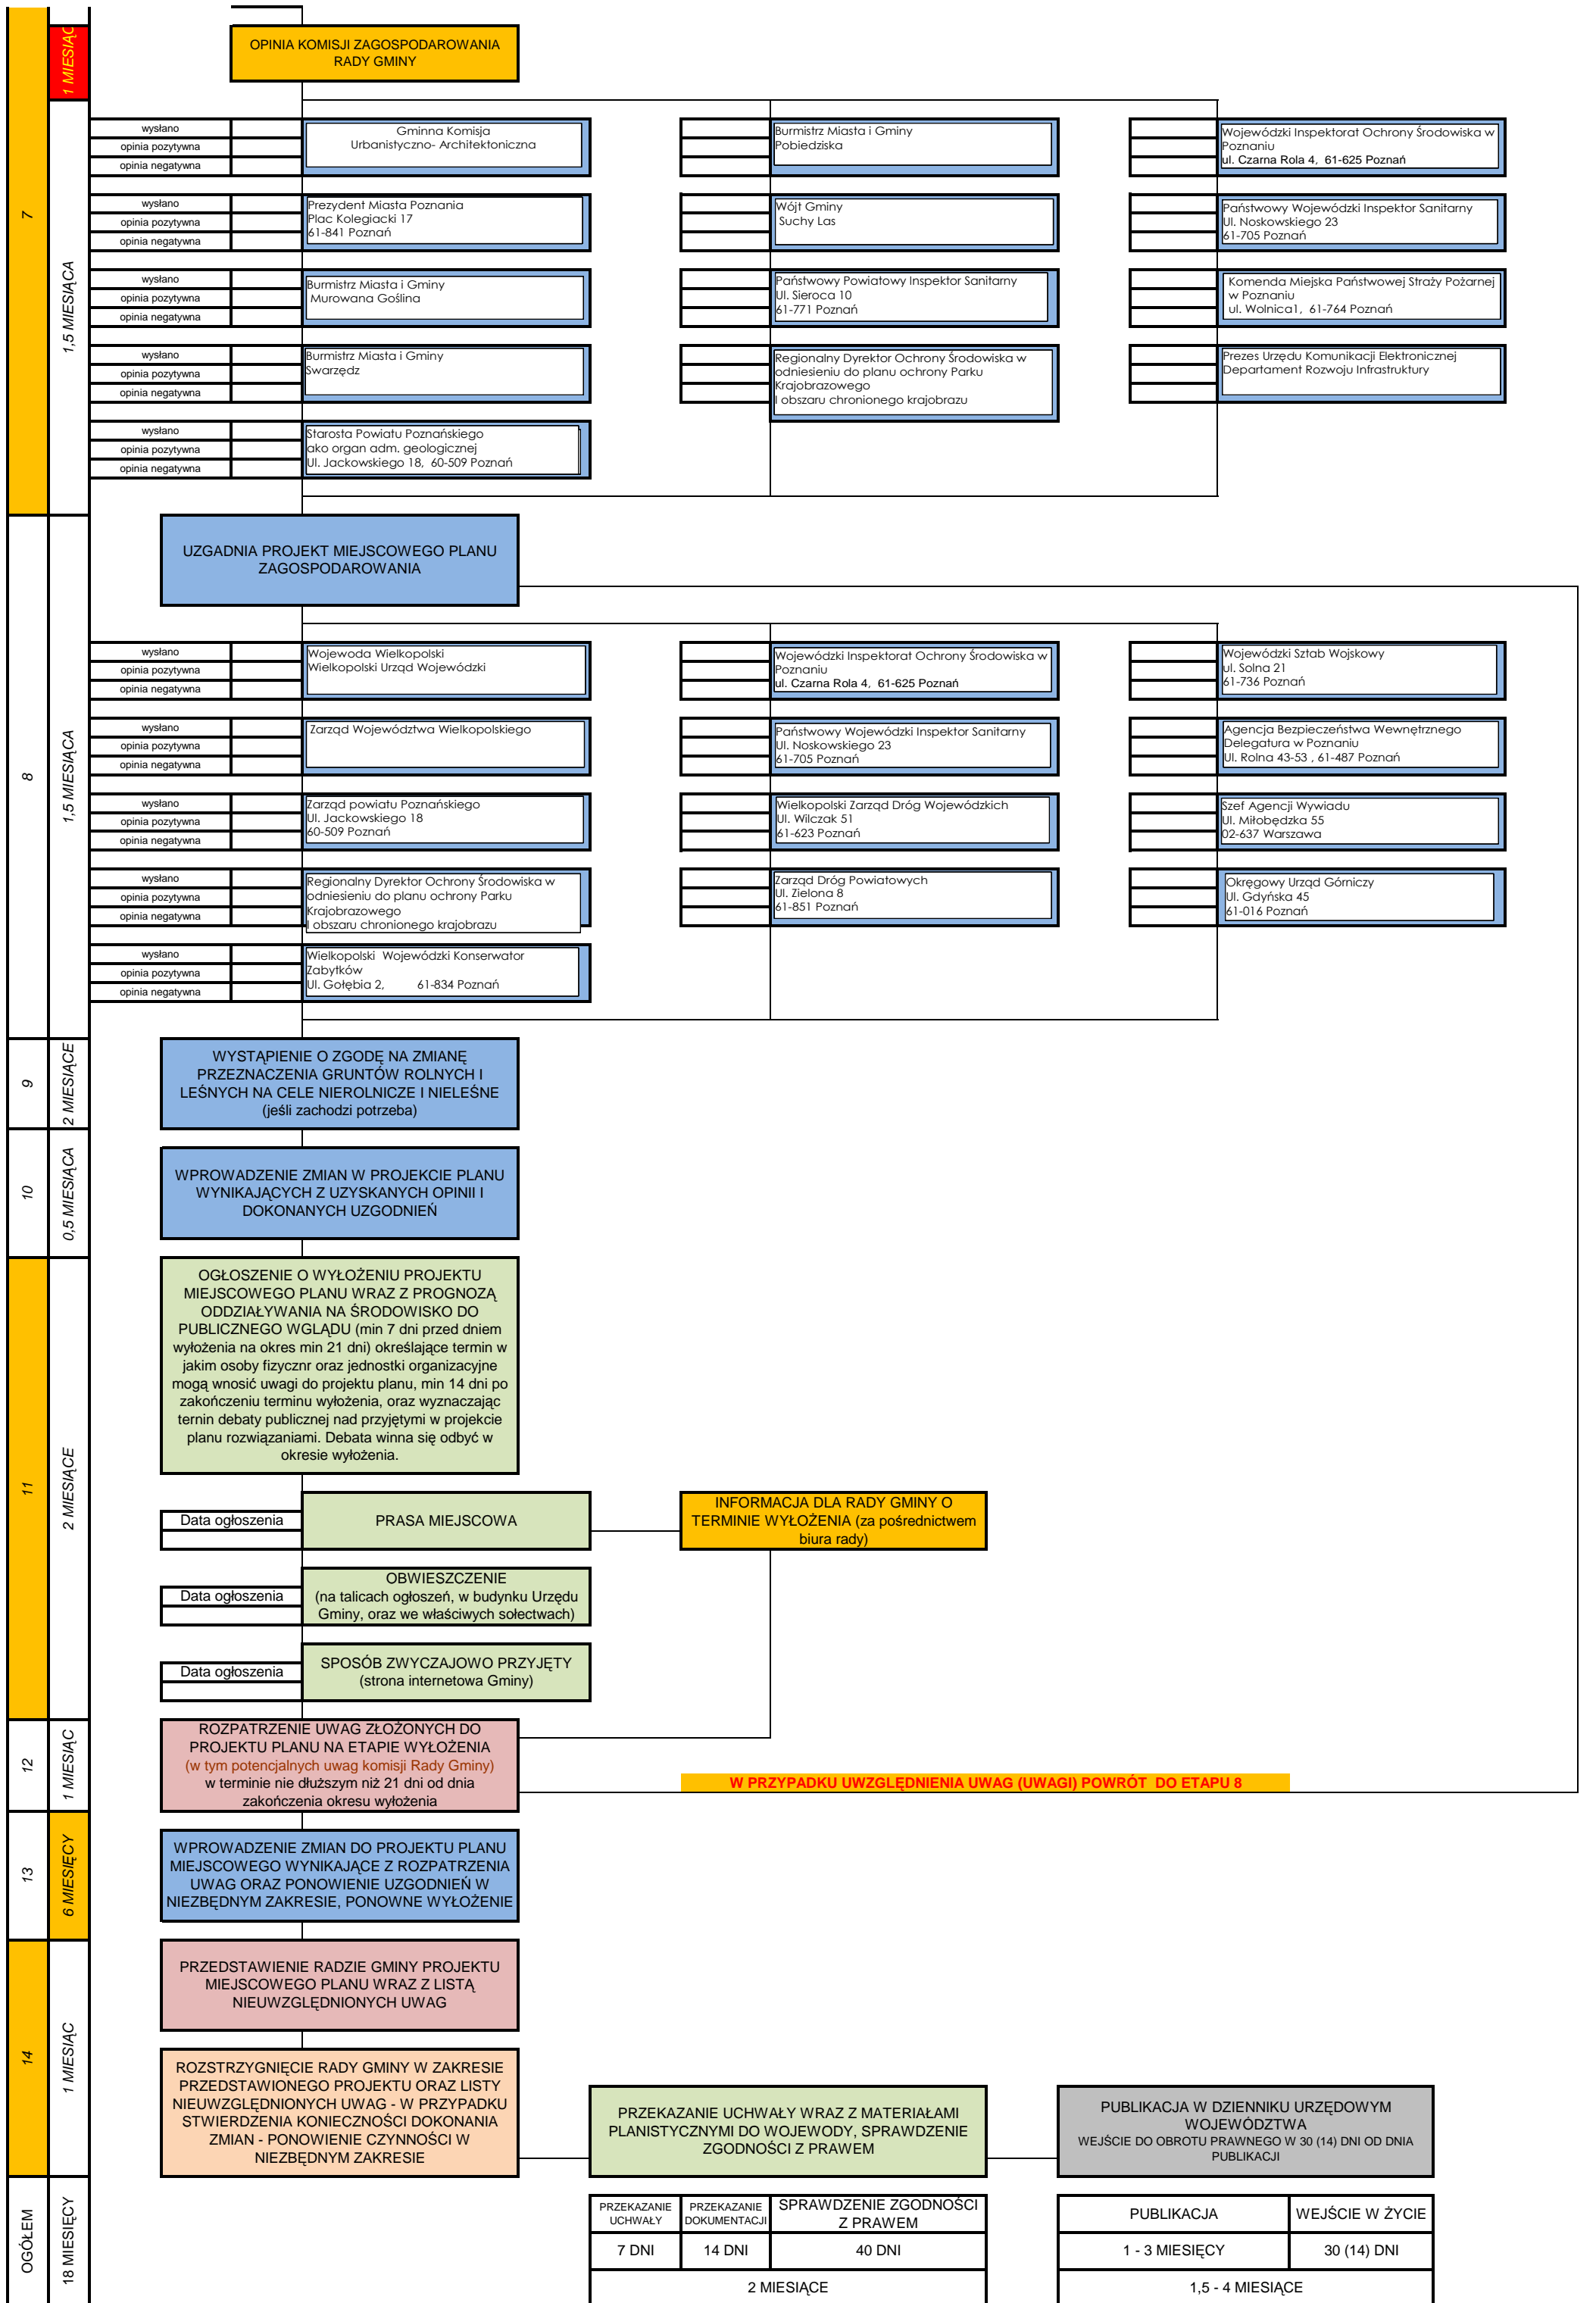 7
1 MIESIĄC
OPINIA KOMISJI ZAGOSPODAROWANIA
RADY GMINY
1,5 MIESIĄCA
wysłano
opinia pozytywna
opinia negatywna
Gminna Komisja
Urbanistyczno- Architektoniczna
Burmistrz Miasta i Gminy
Pobiedziska
Wojewódzki Inspektorat Ochrony Środowiska w
Poznaniu
ul. Czarna Rola 4, 61-625 Poznań
wysłano
opinia pozytywna
opinia negatywna
Prezydent Miasta Poznania
Plac Kolegiacki 17
61-841 Poznań
Wójt Gminy
Suchy Las
Państwowy Wojewódzki Inspektor Sanitarny
Ul. Noskowskiego 23
61-705 Poznań
wysłano
opinia pozytywna
opinia negatywna
Burmistrz Miasta i Gminy
Murowana Goślina
Państwowy Powiatowy Inspektor Sanitarny
Ul. Sieroca 10
61-771 Poznań
Komenda Miejska Państwowej Straży Pożarnej
w Poznaniu
ul. Wolnica1, 61-764 Poznań
wysłano
opinia pozytywna
opinia negatywna
Burmistrz Miasta i Gminy
Swarzędz
Regionalny Dyrektor Ochrony Środowiska w
odniesieniu do planu ochrony Parku
Krajobrazowego
I obszaru chronionego krajobrazu
Prezes Urzędu Komunikacji Elektronicznej
Departament Rozwoju Infrastruktury
wysłano
opinia pozytywna
opinia negatywna
Starosta Powiatu Poznańskiego
ako organ adm. geologicznej
Ul. Jackowskiego 18, 60-509 Poznań
8
1,5 MIESIĄCA
UZGADNIA PROJEKT MIEJSCOWEGO PLANU
ZAGOSPODAROWANIA
wysłano
opinia pozytywna
opinia negatywna
Wojewoda Wielkopolski
Wielkopolski Urząd Wojewódzki
Wojewódzki Inspektorat Ochrony Środowiska w
Poznaniu
ul. Czarna Rola 4, 61-625 Poznań
Wojewódzki Sztab Wojskowy
ul. Solna 21
61-736 Poznań
wysłano
opinia pozytywna
opinia negatywna
Zarząd Województwa Wielkopolskiego
Państwowy Wojewódzki Inspektor Sanitarny
Ul. Noskowskiego 23
61-705 Poznań
Agencja Bezpieczeństwa Wewnętrznego
Delegatura w Poznaniu
Ul. Rolna 43-53 , 61-487 Poznań
wysłano
opinia pozytywna
opinia negatywna
Zarząd powiatu Poznańskiego
Ul. Jackowskiego 18
60-509 Poznań
Wielkopolski Zarząd Dróg Wojewódzkich
Ul. Wilczak 51
61-623 Poznań
Szef Agencji Wywiadu
Ul. Miłobędzka 55
02-637 Warszawa
wysłano
opinia pozytywna
opinia negatywna
Regionalny Dyrektor Ochrony Środowiska w
odniesieniu do planu ochrony Parku
Krajobrazowego
I obszaru chronionego krajobrazu
Zarząd Dróg Powiatowych
Ul. Zielona 8
61-851 Poznań
Okręgowy Urząd Górniczy
Ul. Gdyńska 45
61-016 Poznań
wysłano
opinia pozytywna
opinia negatywna
Wielkopolski Wojewódzki Konserwator
Zabytków
Ul. Gołębia 2, 61-834 Poznań
9
2 MIESIĄCE
WYSTĄPIENIE O ZGODĘ NA ZMIANĘ
PRZEZNACZENIA GRUNTÓW ROLNYCH I
LEŚNYCH NA CELE NIEROLNICZE I NIELEŚNE
(jeśli zachodzi potrzeba)
10
0,5 MIESIĄCA
WPROWADZENIE ZMIAN W PROJEKCIE PLANU
WYNIKAJĄCYCH Z UZYSKANYCH OPINII I
DOKONANYCH UZGODNIEŃ
11
2 MIESIĄCE
OGŁOSZENIE O WYŁOŻENIU PROJEKTU
MIEJSCOWEGO PLANU WRAZ Z PROGNOZĄ
ODDZIAŁYWANIA NA ŚRODOWISKO DO
PUBLICZNEGO WGLĄDU (min 7 dni przed dniem
wyłożenia na okres min 21 dni) określające termin w
jakim osoby fizycznr oraz jednostki organizacyjne
mogą wnosić uwagi do projektu planu, min 14 dni po
zakończeniu terminu wyłożenia, oraz wyznaczając
ternin debaty publicznej nad przyjętymi w projekcie
planu rozwiązaniami. Debata winna się odbyć w
okresie wyłożenia.
Data ogłoszenia
PRASA MIEJSCOWA
INFORMACJA DLA RADY GMINY O
TERMINIE WYŁOŻENIA (za pośrednictwem
biura rady)
Data ogłoszenia
OBWIESZCZENIE
(na talicach ogłoszeń, w budynku Urzędu
Gminy, oraz we właściwych sołectwach)
Data ogłoszenia
SPOSÓB ZWYCZAJOWO PRZYJĘTY
(strona internetowa Gminy)
12
1 MIESIĄC
ROZPATRZENIE UWAG ZŁOŻONYCH DO
PROJEKTU PLANU NA ETAPIE WYŁOŻENIA
(w tym potencjalnych uwag komisji Rady Gminy)
w terminie nie dłuższym niż 21 dni od dnia
zakończenia okresu wyłożenia
W PRZYPADKU UWZGLĘDNIENIA UWAG (UWAGI) POWRÓT DO ETAPU 8
13
6 MIESIĘCY
WPROWADZENIE ZMIAN DO PROJEKTU PLANU
MIEJSCOWEGO WYNIKAJĄCE Z ROZPATRZENIA
UWAG ORAZ PONOWIENIE UZGODNIEŃ W
NIEZBĘDNYM ZAKRESIE, PONOWNE WYŁOŻENIE
14
1 MIESIĄC
PRZEDSTAWIENIE RADZIE GMINY PROJEKTU
MIEJSCOWEGO PLANU WRAZ Z LISTĄ
NIEUWZGLĘDNIONYCH UWAG
ROZSTRZYGNIĘCIE RADY GMINY W ZAKRESIE
PRZEDSTAWIONEGO PROJEKTU ORAZ LISTY
NIEUWZGLĘDNIONYCH UWAG - W PRZYPADKU
STWIERDZENIA KONIECZNOŚCI DOKONANIA
ZMIAN - PONOWIENIE CZYNNOŚCI W
NIEZBĘDNYM ZAKRESIE
PRZEKAZANIE UCHWAŁY WRAZ Z MATERIAŁAMI
PLANISTYCZNYMI DO WOJEWODY, SPRAWDZENIE
ZGODNOŚCI Z PRAWEM
PUBLIKACJA W DZIENNIKU URZĘDOWYM
WOJEWÓDZTWA
WEJŚCIE DO OBROTU PRAWNEGO W 30 (14) DNI OD DNIA
PUBLIKACJI
OGÓŁEM
18 MIESIĘCY
PRZEKAZANIE
UCHWAŁY
PRZEKAZANIE
DOKUMENTACJI
SPRAWDZENIE ZGODNOŚCI
Z PRAWEM
PUBLIKACJA
WEJŚCIE W ŻYCIE
7 DNI
14 DNI
40 DNI
1 - 3 MIESIĘCY
30 (14) DNI
2 MIESIĄCE
1,5 - 4 MIESIĄCE